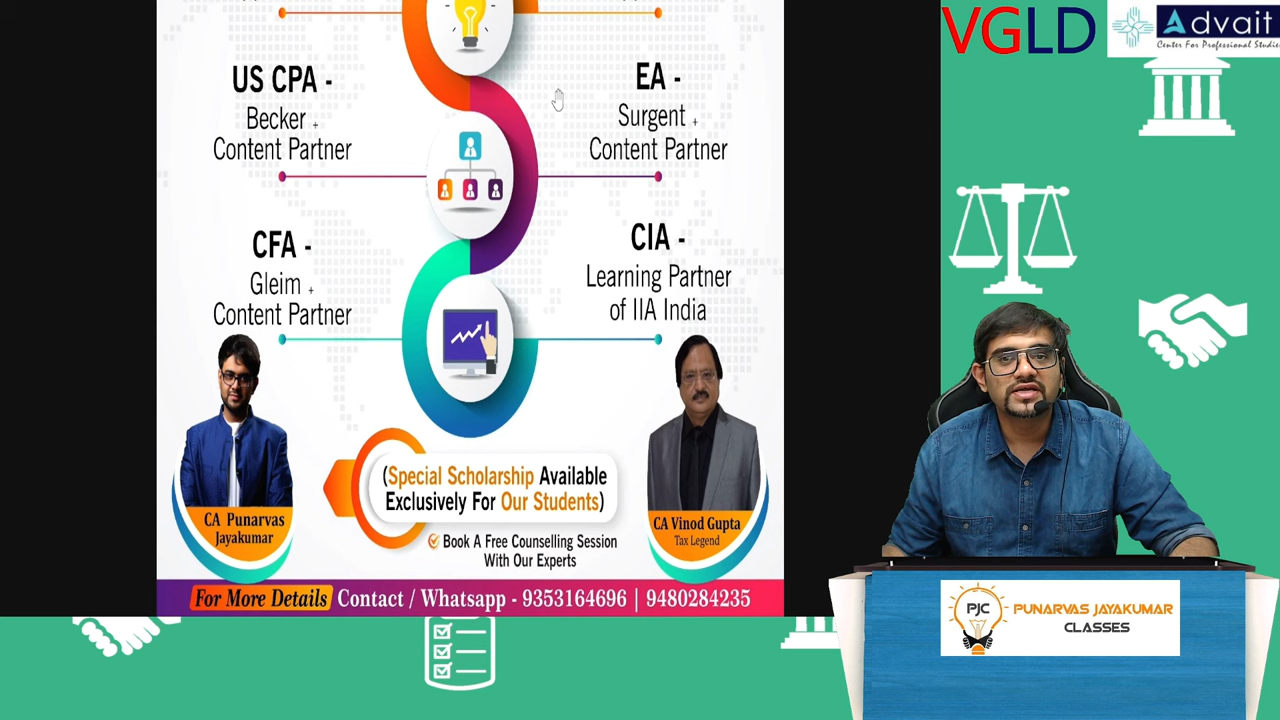 VGLD
Advait
Center For Professional Studies
US CPA -
Becker +
Content Partner
EA -
Surgent +
Content Partner
CFA -
Gleim +
Content Partner
CIA -
Learning Partner
of IIA India
(Special Scholarship Available
Exclusively For Our Students)
Book A Free Counselling Session
With Our Experts
CA Punarvas
Jayakumar
CA Vinod Gupta
Tax Legend
For More Details Contact / Whatsapp - 9353164696 | 9480284235
PJC
PUNARVAS JAYAKUMAR
CLASSES